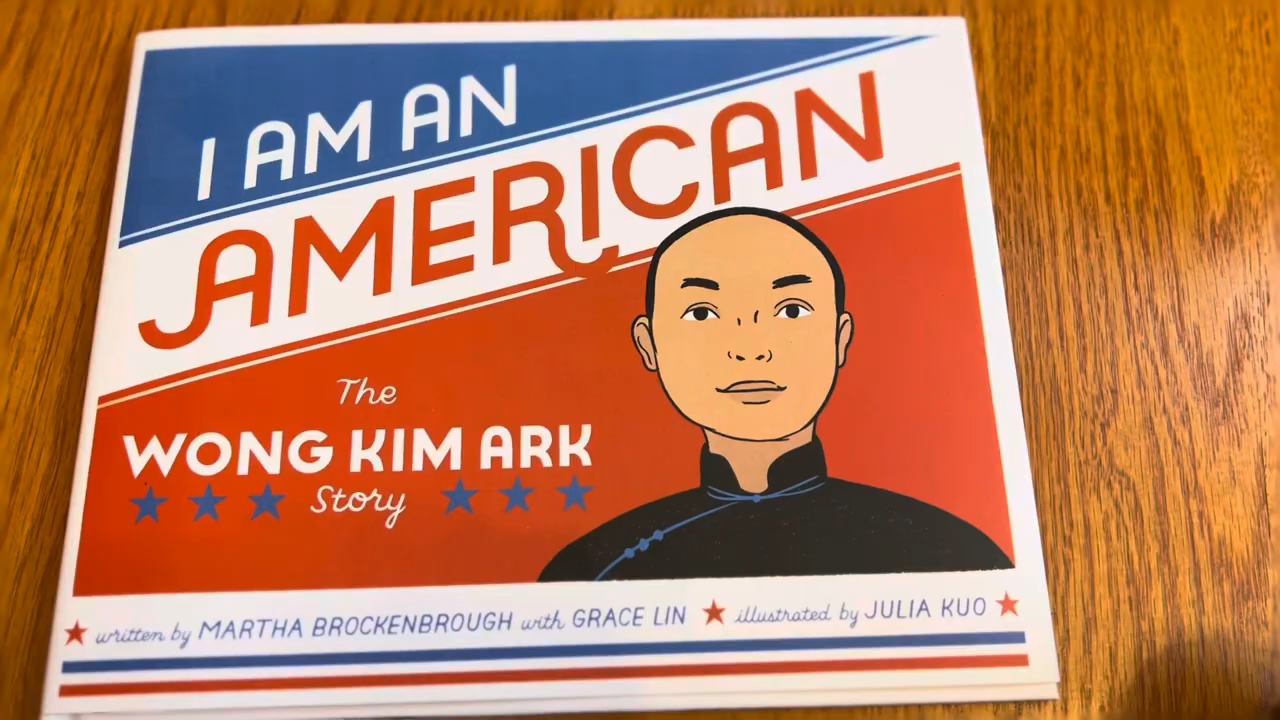 I AM AN
AMERICAN
The
WONG KIM ARK
Story
written by MARTHA BROCKENBROUGH with GRACE LIN illustrated by JULIA KUO